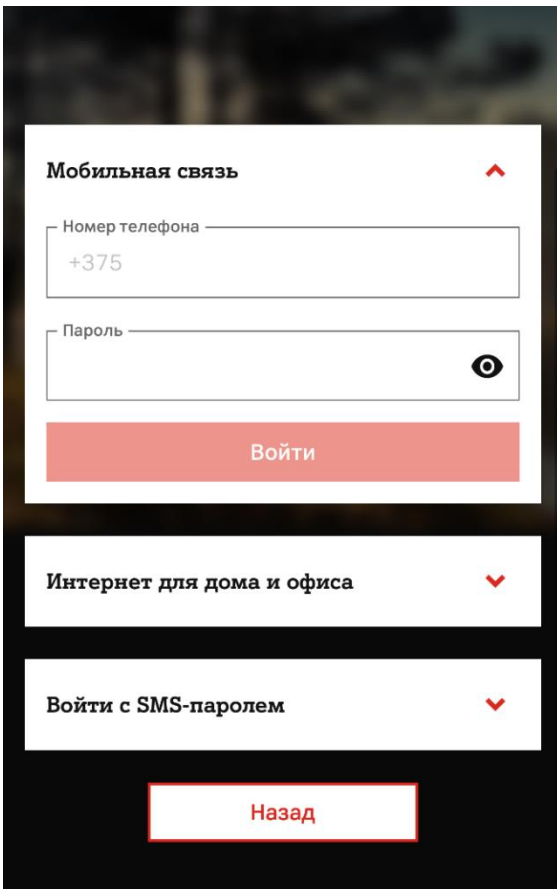 Мобильная связь
Номер телефона
+375
Пароль
Войти
Интернет для дома и офиса
Войти с SMS-паролем
Назад